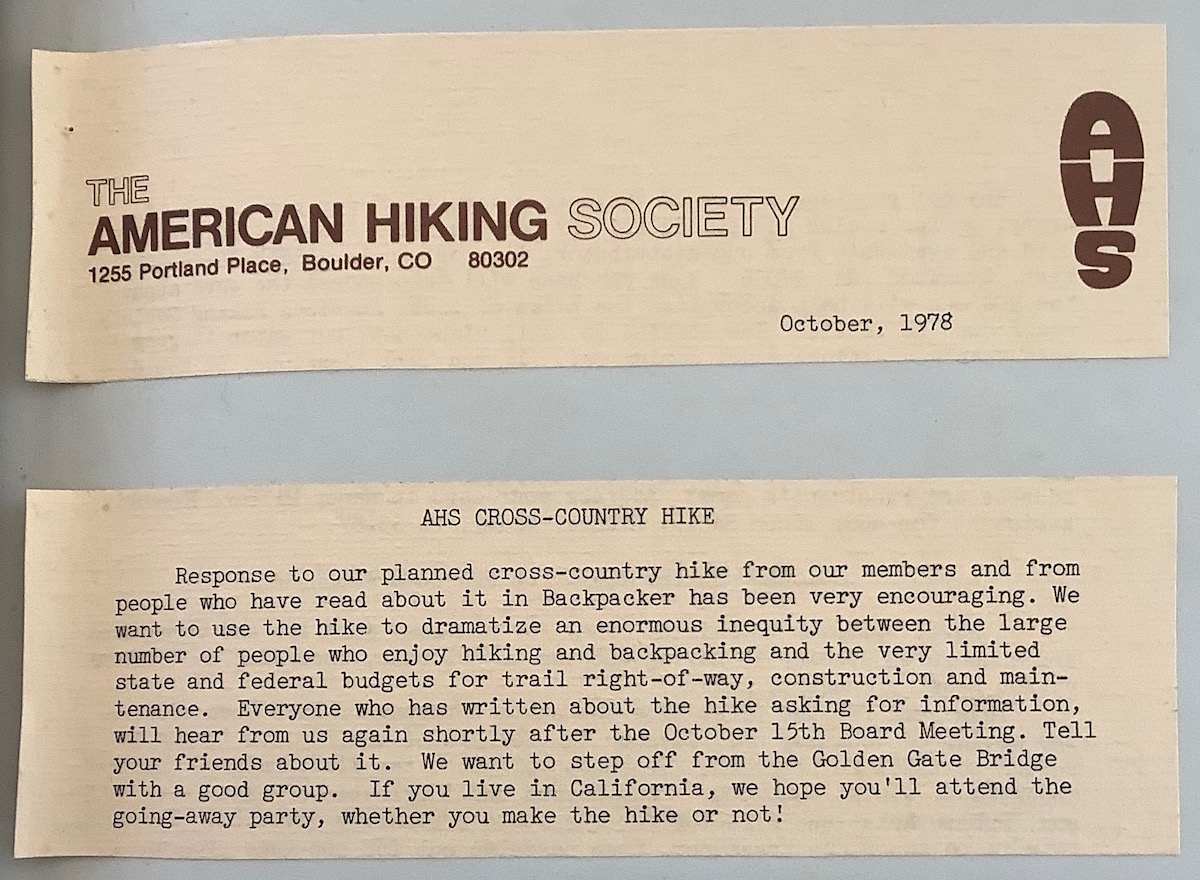 THE
AMERICAN HIKING SOCIETY
1255 Portland Place, Boulder, CO 80302
AHS
October, 1978
AHS CROSS-COUNTRY HIKE
Response to our planned cross-country hike from our members and from
people who have read about it in Backpacker has been very encouraging. We
want to use the hike to dramatize an enormous inequity between the large
number of people who enjoy hiking and backpacking and the very limited
state and federal budgets for trail right-of-way, construction and main-
tenance. Everyone who has written about the hike asking for information,
will hear from us again shortly after the October 15th Board Meeting. Tell
your friends about it. We want to step off from the Golden Gate Bridge
with a good group. If you live in California, we hope you'll attend the
going-away party, whether you make the hike or not!